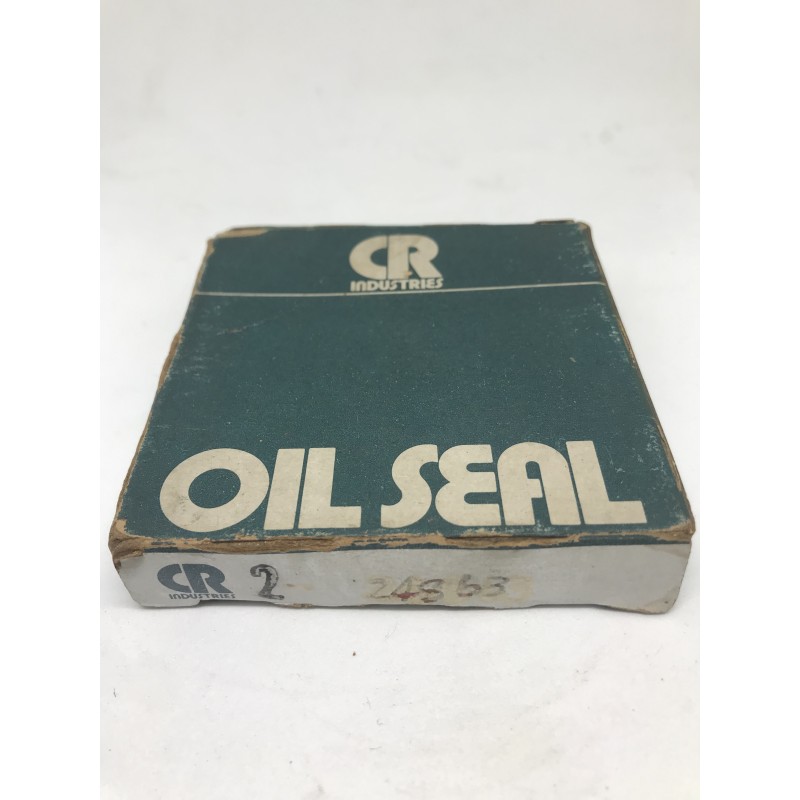 CR
INDUSTRIES
OIL SEAL
CR
INDUSTRIES
2
24863